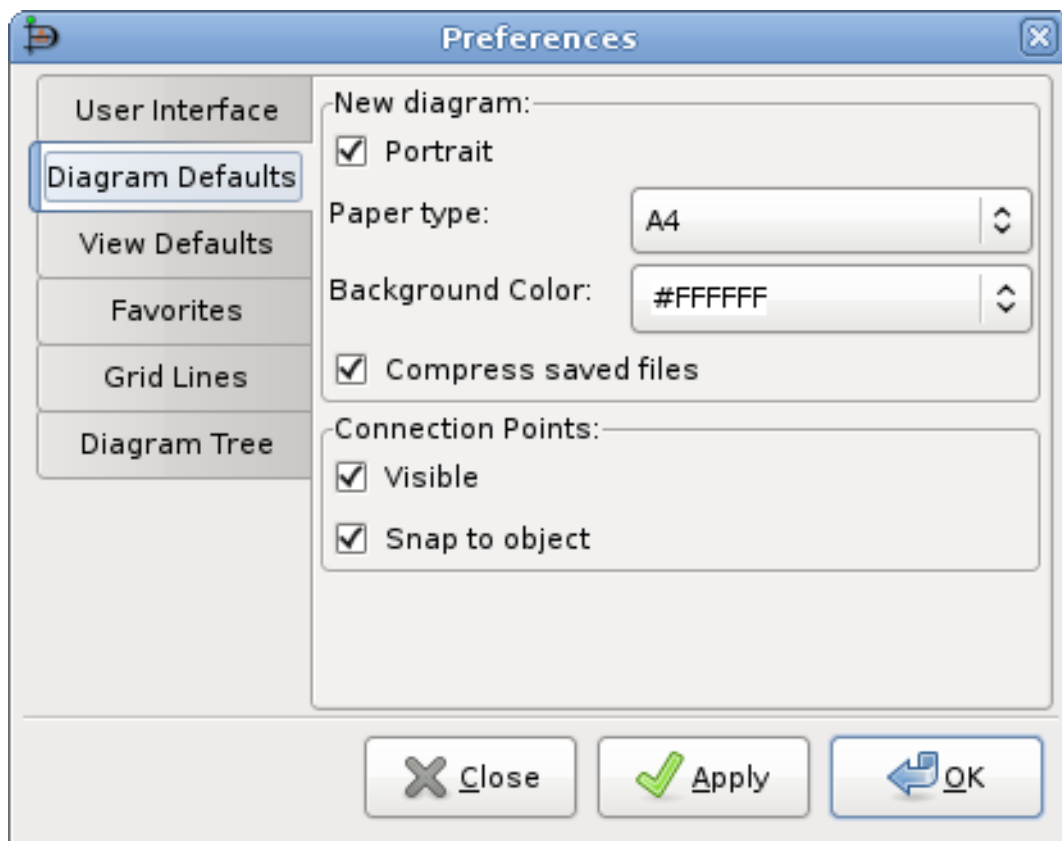 Preferences
User Interface
Diagram Defaults
View Defaults
Favorites
Grid Lines
Diagram Tree
New diagram:
Portrait
Paper type: A4
Background Color: #FFFFFF
Compress saved files
Connection Points:
Visible
Snap to object
Close Apply OK